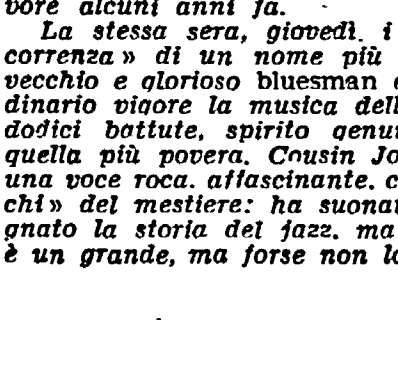 vore alcuni anni fa.
La stessa sera, giovedì. i
correnza» di un nome più
vecchio e glorioso bluesman
dinario vigore la musica dell
dodici battute, spirito genu
quella più povera. Cousin Jo
una voce roca. affascinante. c
chi» del mestiere: ha suonat
gnato la storia del jazz. ma
è un grande, ma forse non lo